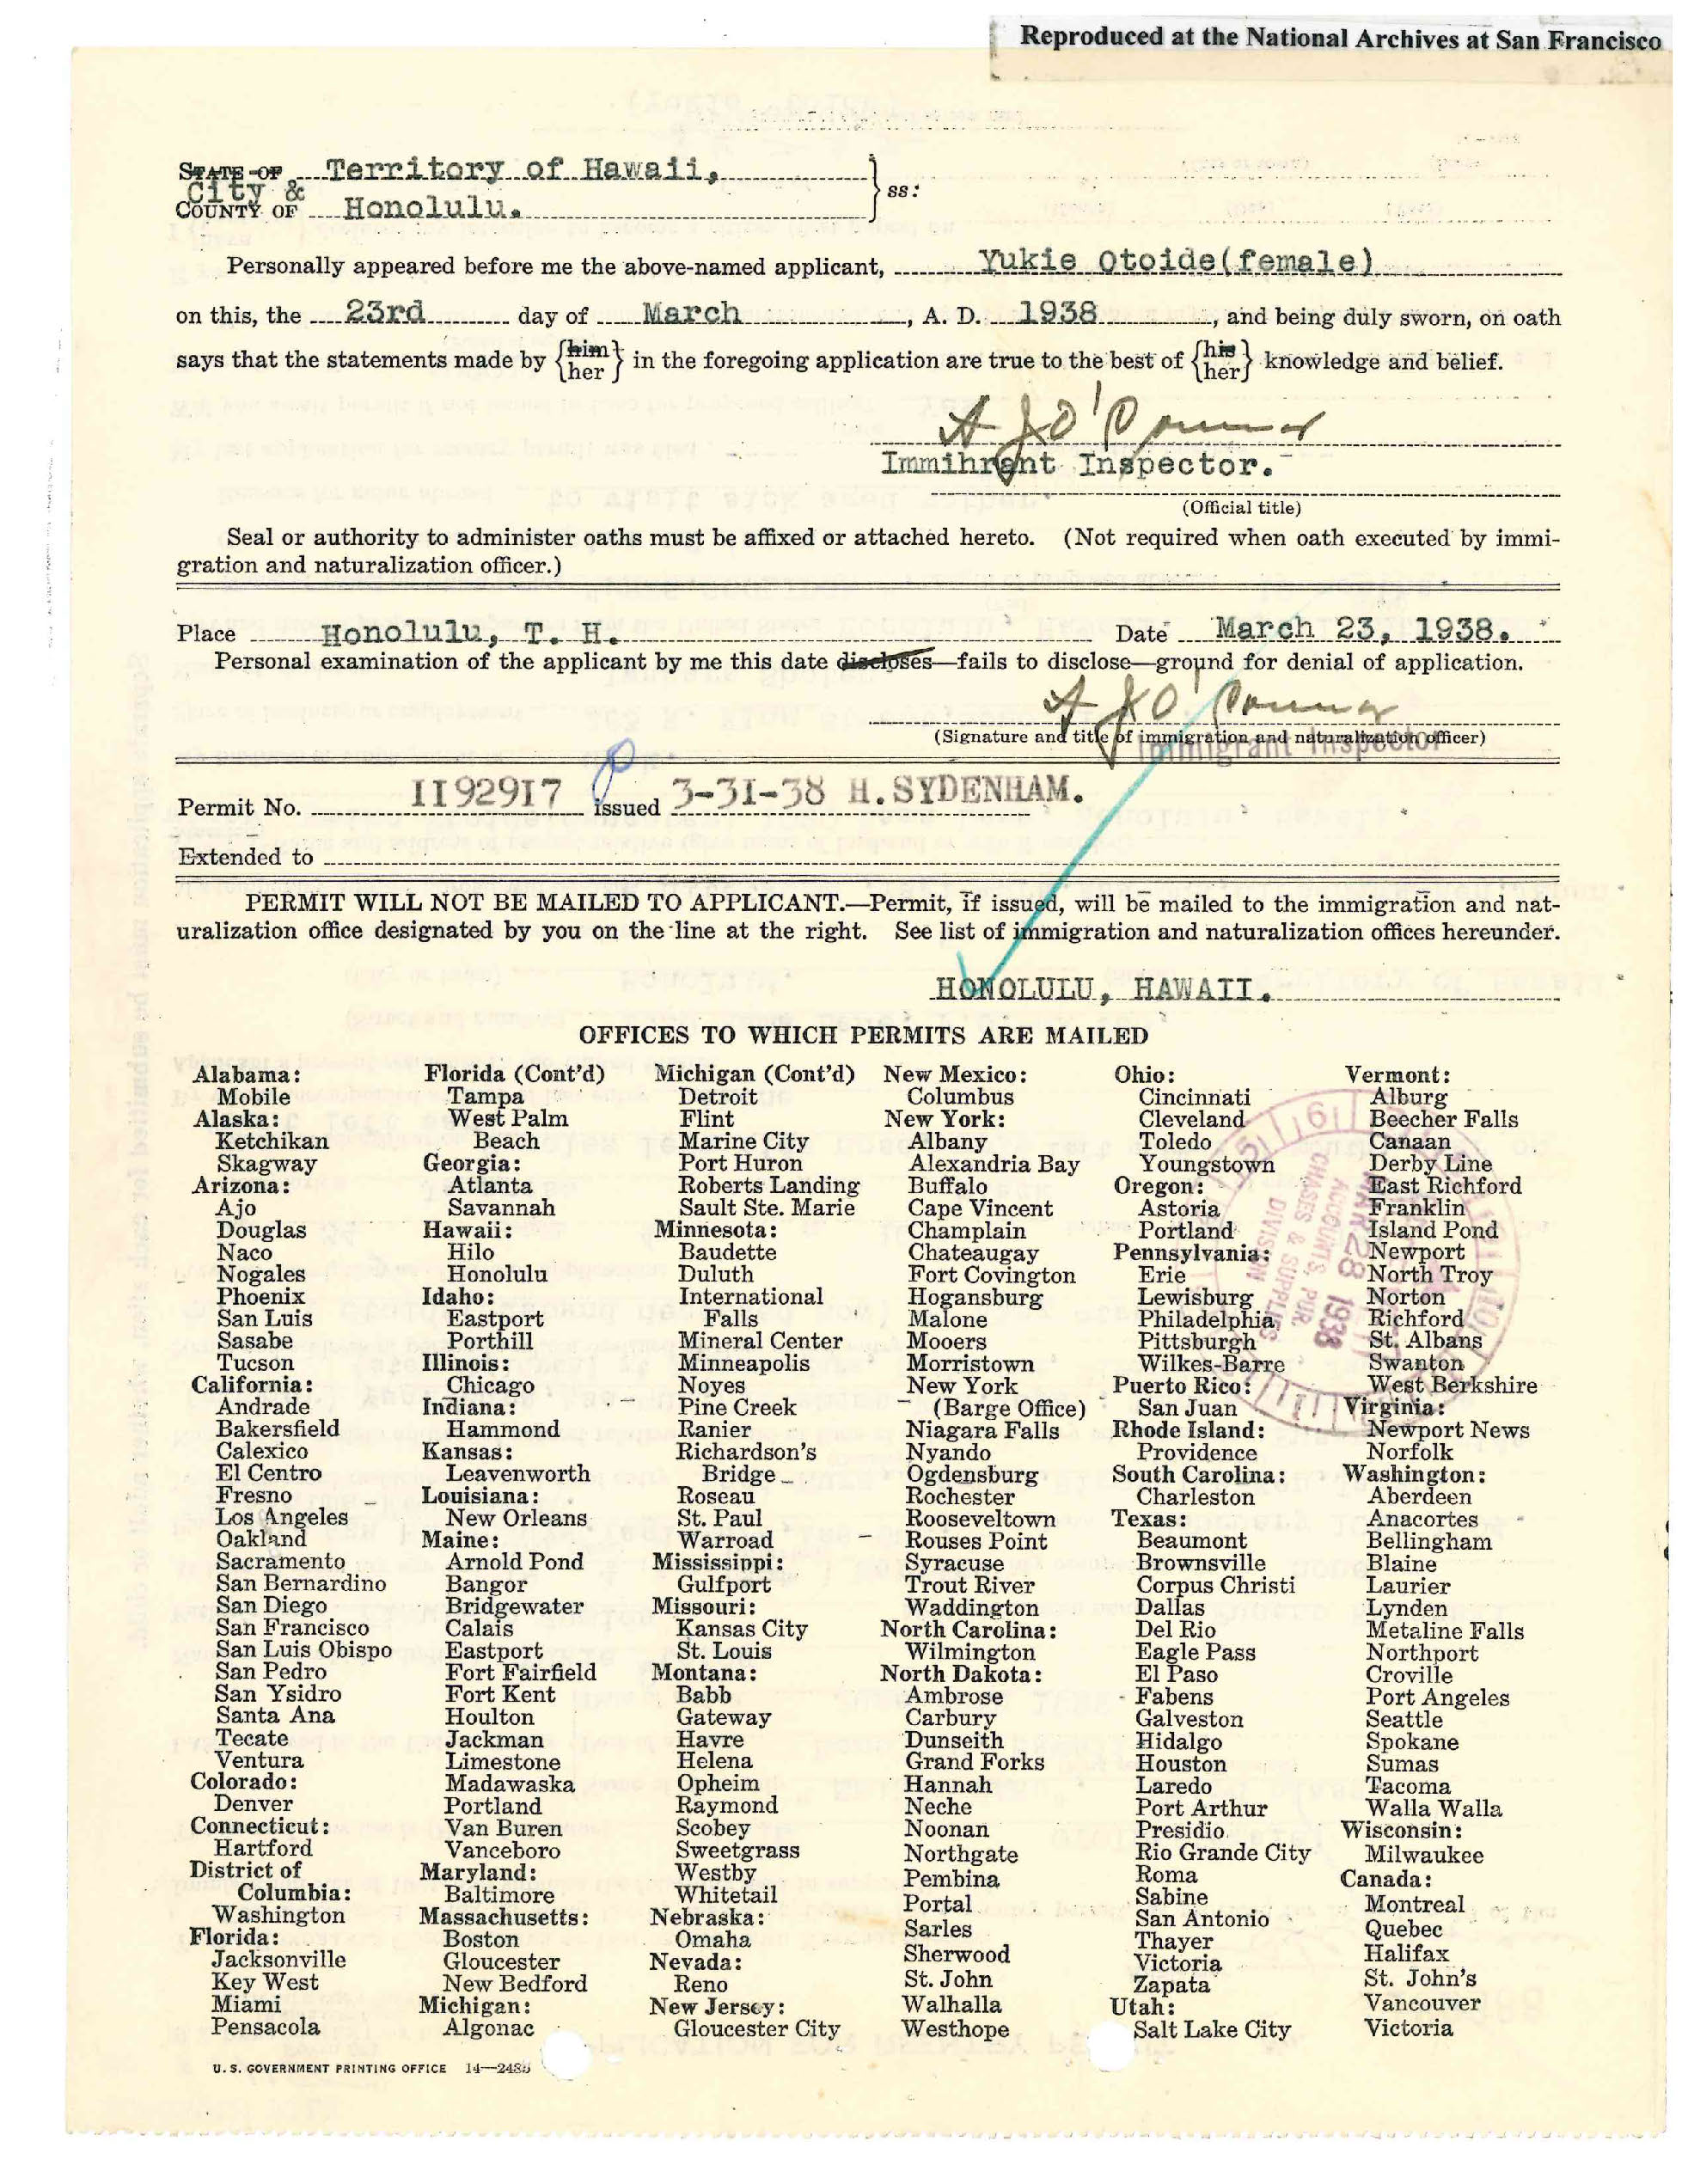 Reproduced at the National Archives at San Francisco
STATE OF Territory of Hawaii,
City &
COUNTY OF Honolulu.
ss:
Personally appeared before me the above-named applicant, Yukie Otoide(female)
on this, the 23rd day of March, A. D. 1938, and being duly sworn, on oath
says that the statements made by {him her} in the foregoing application are true to the best of {his her} knowledge and belief.
A J O'Connor
Immihrant Inspector.
(Official title)
Seal or authority to administer oaths must be affixed or attached hereto. (Not required when oath executed by immi-
gration and naturalization officer.)
Place Honolulu, T. H. Date March 23, 1938.
Personal examination of the applicant by me this date discloses—fails to disclose—ground for denial of application.
A J O'Connor
(Signature and title of immigration and naturalization officer)
Immigrant Inspector
Permit No. 1192917 issued 3-31-38 H. SYDENHAM.
Extended to
PERMIT WILL NOT BE MAILED TO APPLICANT.—Permit, if issued, will be mailed to the immigration and nat-
uralization office designated by you on the line at the right. See list of immigration and naturalization offices hereunder.
HONOLULU, HAWAII.
OFFICES TO WHICH PERMITS ARE MAILED
Alabama:
Mobile
Alaska:
Ketchikan
Skagway
Arizona:
Ajo
Douglas
Naco
Nogales
Phoenix
San Luis
Sasabe
Tucson
California:
Andrade
Bakersfield
Calexico
El Centro
Fresno
Los Angeles
Oakland
Sacramento
San Bernardino
San Diego
San Francisco
San Luis Obispo
San Pedro
San Ysidro
Santa Ana
Tecate
Ventura
Colorado:
Denver
Connecticut:
Hartford
District of
Columbia:
Washington
Florida:
Jacksonville
Key West
Miami
Pensacola
Florida (Cont'd)
Tampa
West Palm
Beach
Georgia:
Atlanta
Savannah
Hawaii:
Hilo
Honolulu
Idaho:
Eastport
Porthill
Illinois:
Chicago
Indiana:
Hammond
Kansas:
Leavenworth
Louisiana:
New Orleans
Maine:
Arnold Pond
Bangor
Bridgewater
Calais
Eastport
Fort Fairfield
Fort Kent
Houlton
Jackman
Limestone
Madawaska
Portland
Van Buren
Vanceboro
Maryland:
Baltimore
Massachusetts:
Boston
Gloucester
New Bedford
Michigan:
Algonac
Michigan (Cont'd)
Detroit
Flint
Marine City
Port Huron
Roberts Landing
Sault Ste. Marie
Minnesota:
Baudette
Duluth
International
Falls
Mineral Center
Minneapolis
Noyes
Pine Creek
Ranier
Richardson's
Bridge
Roseau
St. Paul
Warroad
Mississippi:
Gulfport
Missouri:
Kansas City
St. Louis
Montana:
Babb
Gateway
Havre
Helena
Opheim
Raymond
Scobey
Sweetgrass
Westby
Whitetail
Nebraska:
Omaha
Nevada:
Reno
New Jersey:
Gloucester City
New Mexico:
Columbus
New York:
Albany
Alexandria Bay
Buffalo
Cape Vincent
Champlain
Chateaugay
Fort Covington
Hogansburg
Malone
Mooers
Morristown
New York
(Barge Office)
Niagara Falls
Nyando
Ogdensburg
Rochester
Rooseveltown
Rouses Point
Syracuse
Trout River
Waddington
North Carolina:
Wilmington
North Dakota:
Ambrose
Carbury
Dunseith
Grand Forks
Hannah
Neche
Noonan
Northgate
Pembina
Portal
Sarles
Sherwood
St. John
Walhalla
Westhope
Ohio:
Cincinnati
Cleveland
Toledo
Youngstown
Oregon:
Astoria
Portland
Pennsylvania:
Erie
Lewisburg
Philadelphia
Pittsburgh
Wilkes-Barre
Puerto Rico:
San Juan
Rhode Island:
Providence
South Carolina:
Charleston
Texas:
Beaumont
Brownsville
Corpus Christi
Dallas
Del Rio
Eagle Pass
El Paso
Fabens
Galveston
Hidalgo
Houston
Laredo
Port Arthur
Presidio
Rio Grande City
Roma
Sabine
San Antonio
Thayer
Victoria
Zapata
Utah:
Salt Lake City
Vermont:
Alburg
Beecher Falls
Canaan
Derby Line
East Richford
Franklin
Island Pond
Newport
North Troy
Norton
Richford
St. Albans
Swanton
West Berkshire
Virginia:
Newport News
Norfolk
Washington:
Aberdeen
Anacortes
Bellingham
Blaine
Laurier
Lynden
Metaline Falls
Northport
Croville
Port Angeles
Seattle
Spokane
Sumas
Tacoma
Walla Walla
Wisconsin:
Milwaukee
Canada:
Montreal
Quebec
Halifax
St. John's
Vancouver
Victoria
MAR 28 1938
ACCOUNTS, PUR-
CHASES & SUPPLIES
DIVISION
U. S. GOVERNMENT PRINTING OFFICE 14—2485